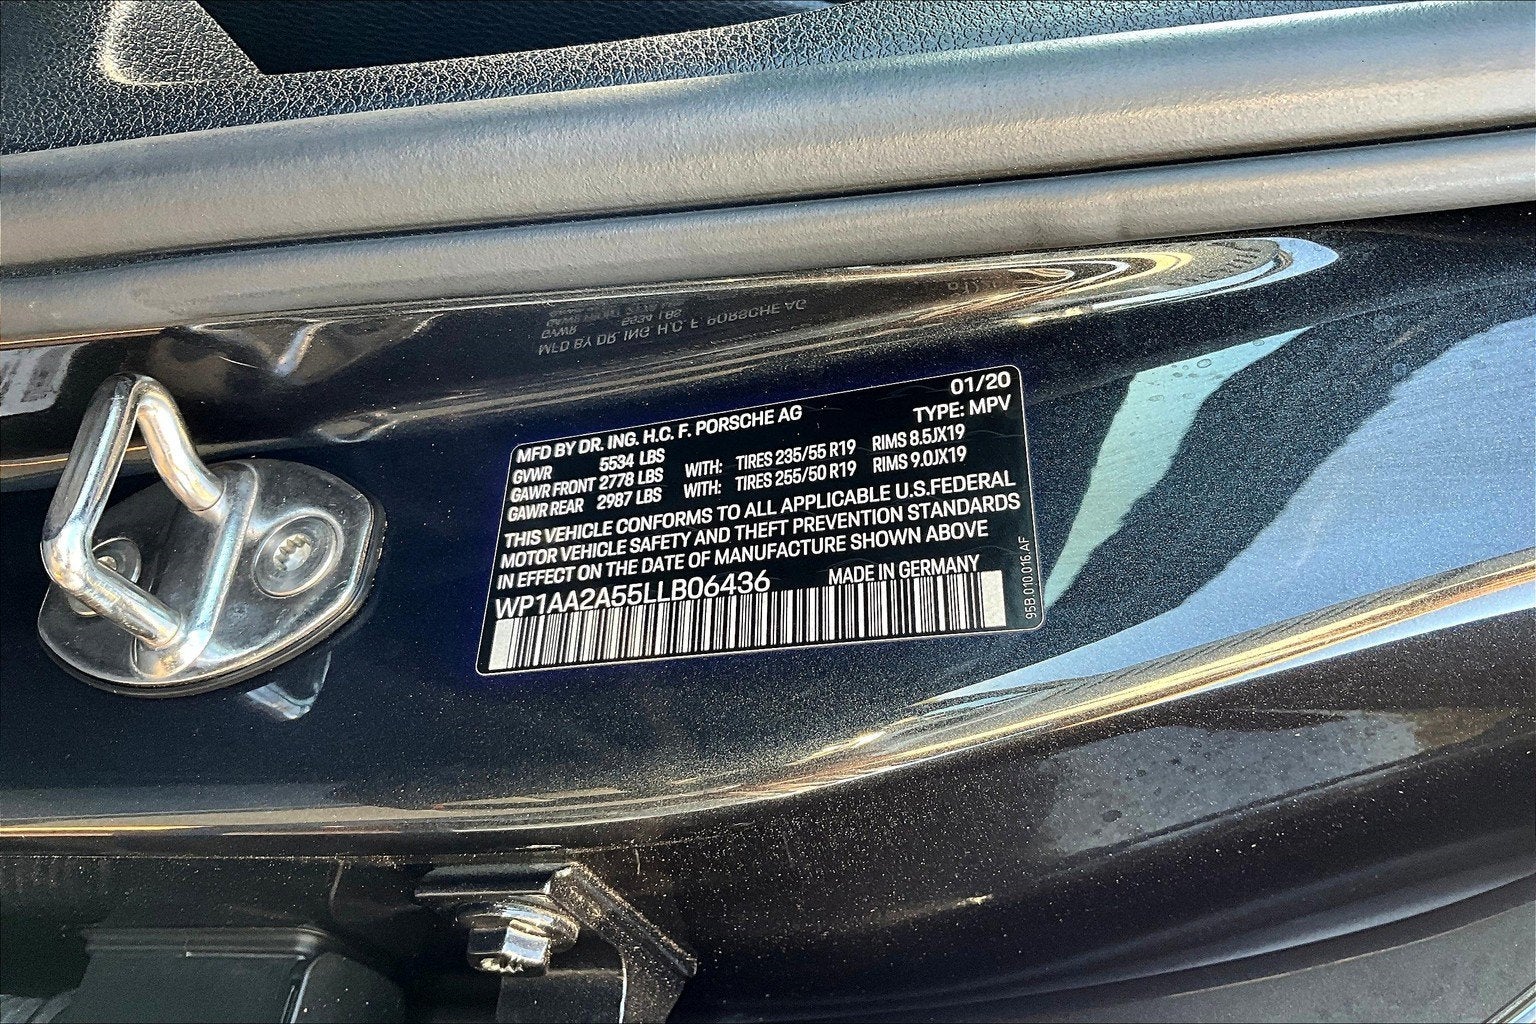 01/20
MFD BY DR. ING. H.C. F. PORSCHE AG
TYPE: MPV
GVWR 5534 LBS
GAWR FRONT 2778 LBS WITH: TIRES 235/55 R19 RIMS 8.5JX19
GAWR REAR 2987 LBS WITH: TIRES 255/50 R19 RIMS 9.0JX19
THIS VEHICLE CONFORMS TO ALL APPLICABLE U.S.FEDERAL
MOTOR VEHICLE SAFETY AND THEFT PREVENTION STANDARDS
IN EFFECT ON THE DATE OF MANUFACTURE SHOWN ABOVE
WP1AA2A55LLB06436 MADE IN GERMANY
95B.010.016.AF